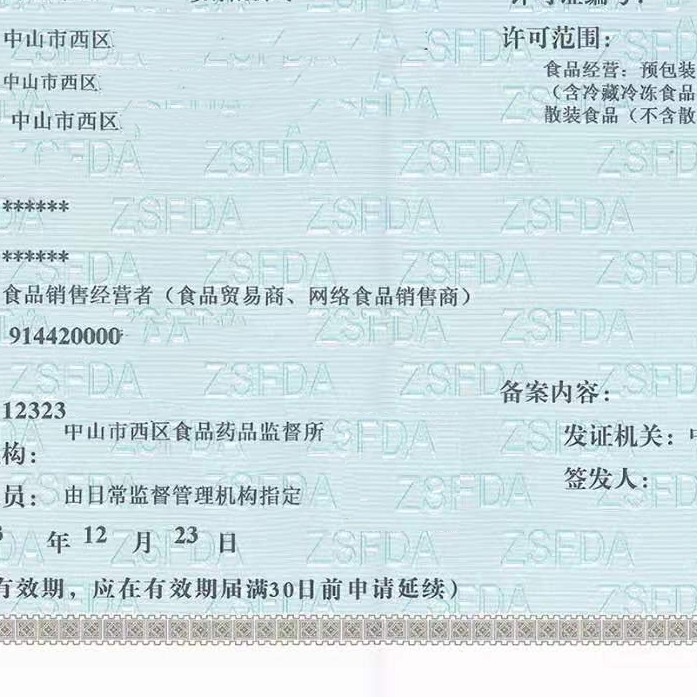 中山市西区
许可范围:
食品经营: 预包装
中山市西区
(含冷藏冷冻食品
散装食品 (不含散
中山市西区
******
******
食品销售经营者 (食品贸易商、网络食品销售商)
914420000
备案内容:
12323
中山市西区食品药品监督所
构:
发证机关:
签发人:
员: 由日常监督管理机构指定
年 12 月 23 日
有效期, 应在有效期届满30日前申请延续)
ZSFDA